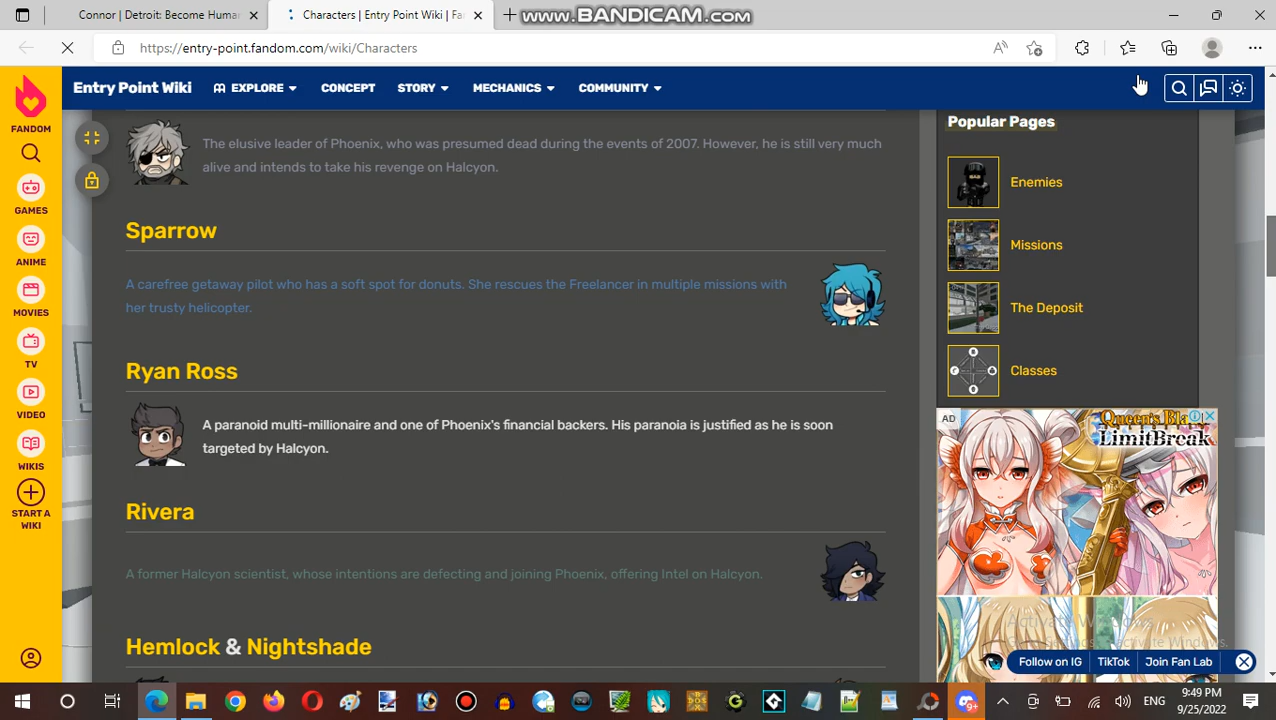 www.BANDICAM.com
Connor | Detroit: Become Huma
Characters | Entry Point Wiki | Fa
https://entry-point.fandom.com/wiki/Characters
Entry Point Wiki
EXPLORE
CONCEPT
STORY
MECHANICS
COMMUNITY
FANDOM
GAMES
ANIME
MOVIES
TV
VIDEO
WIKIS
START A
WIKI
The elusive leader of Phoenix, who was presumed dead during the events of 2007. However, he is still very much
alive and intends to take his revenge on Halcyon.
Sparrow
A carefree getaway pilot who has a soft spot for donuts. She rescues the Freelancer in multiple missions with
her trusty helicopter.
Ryan Ross
A paranoid multi-millionaire and one of Phoenix's financial backers. His paranoia is justified as he is soon
targeted by Halcyon.
Rivera
A former Halcyon scientist, whose intentions are defecting and joining Phoenix, offering Intel on Halcyon.
Hemlock & Nightshade
Popular Pages
Enemies
Missions
The Deposit
Classes
AD
Queen's Bla
LimitBreak
Activate Windows
Follow on IG
TikTok
Join Fan Lab
ENG
9:49 PM
9/25/2022
9+